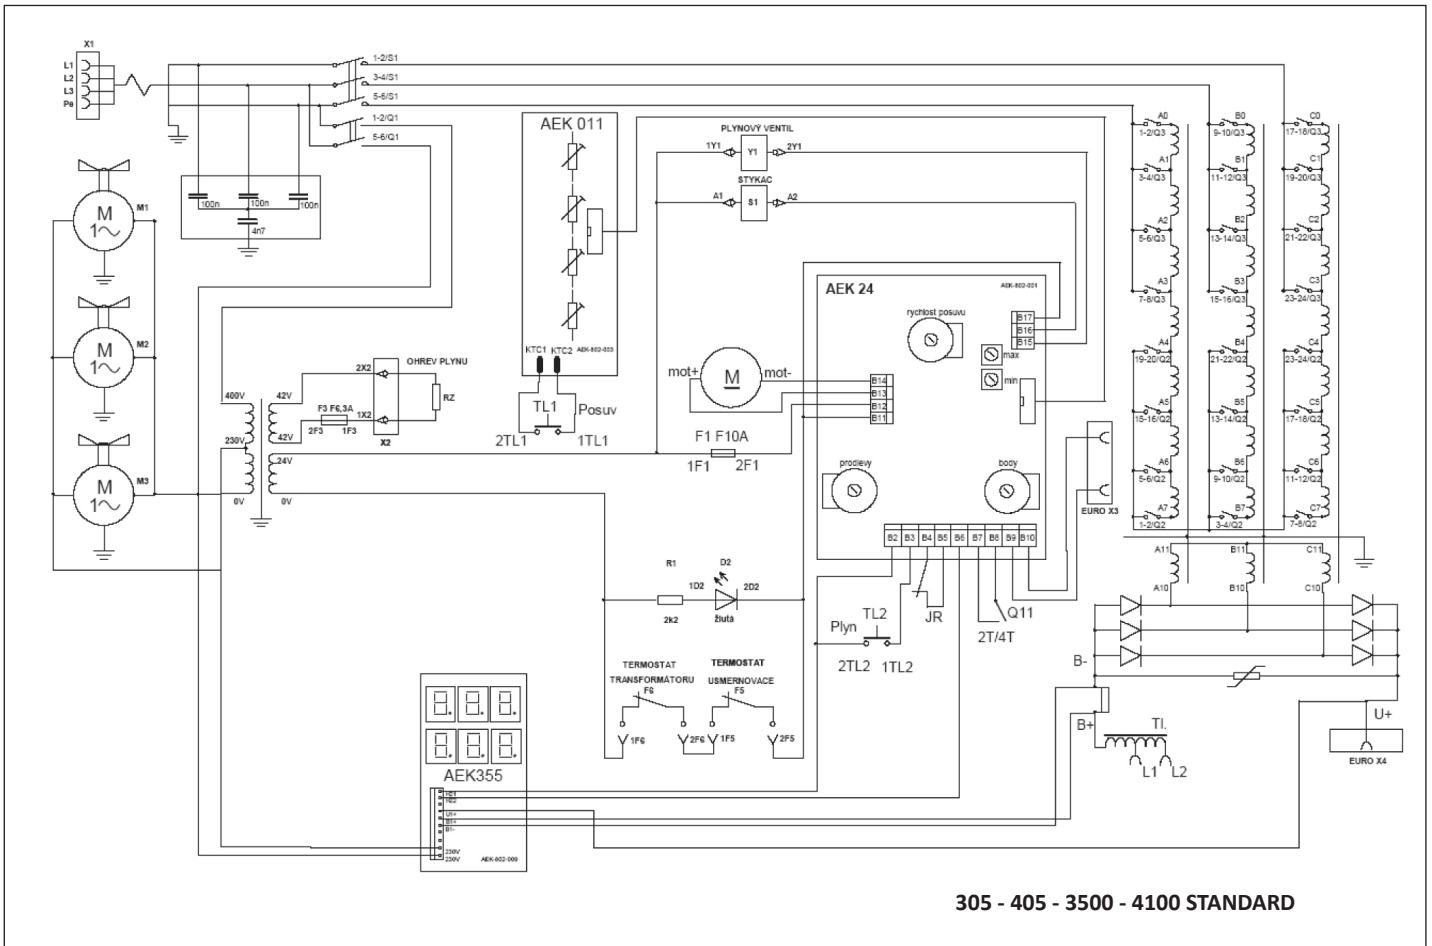 X1
L1
L2
L3
Pe
1-2/S1
3-4/S1
5-6/S1
1-2/Q1
5-6/Q1
100n
100n
100n
4n7
M
1
M1
M
1
M2
M
1
M3
AEK 011
KTC1
KTC2
AEK-802-003
TL1
Posuv
2TL1
1TL1
PLYNOVÝ VENTIL
1Y1
Y1
2Y1
STYKAČ
A1
S1
A2
AEK 24
AEK-802-001
rychlost posuvu
max
min
B17
B16
B15
B14
B13
B12
B11
mot+
M
mot-
F1 F10A
1F1
2F1
prodlevy
body
B2
B3
B4
B5
B6
B7
B8
B9
B10
EURO X3
OHREV PLYNU
2X2
1X2
X2
RZ
F3 F6,3A
2F3
1F3
400V
230V
0V
42V
42V
24V
0V
R1
2k2
D2
1D2
2D2
žlutá
Plyn
TL2
2TL2
1TL2
JR
Q11
2T/4T
TERMOSTAT
TRANSFORMÁTORU
F6
1F6
2F6
TERMOSTAT
USMERNOVACE
F5
1F5
2F5
AEK355
U1+
B1+
B1-
230V
230V
AEK-802-009
A0
1-2/Q3
A1
3-4/Q3
A2
5-6/Q3
A3
7-8/Q3
A4
19-20/Q2
A5
15-16/Q2
A6
5-6/Q2
A7
1-2/Q2
B0
9-10/Q3
B1
11-12/Q3
B2
13-14/Q3
B3
15-16/Q3
B4
21-22/Q2
B5
13-14/Q2
B6
9-10/Q2
B7
3-4/Q2
C0
17-18/Q3
C1
19-20/Q3
C2
21-22/Q3
C3
23-24/Q3
C4
23-24/Q2
C5
17-18/Q2
C6
11-12/Q2
C7
7-8/Q2
A11
A10
B11
B10
C11
C10
B-
B+
Tl.
L1
L2
U+
EURO X4
305 - 405 - 3500 - 4100 STANDARD